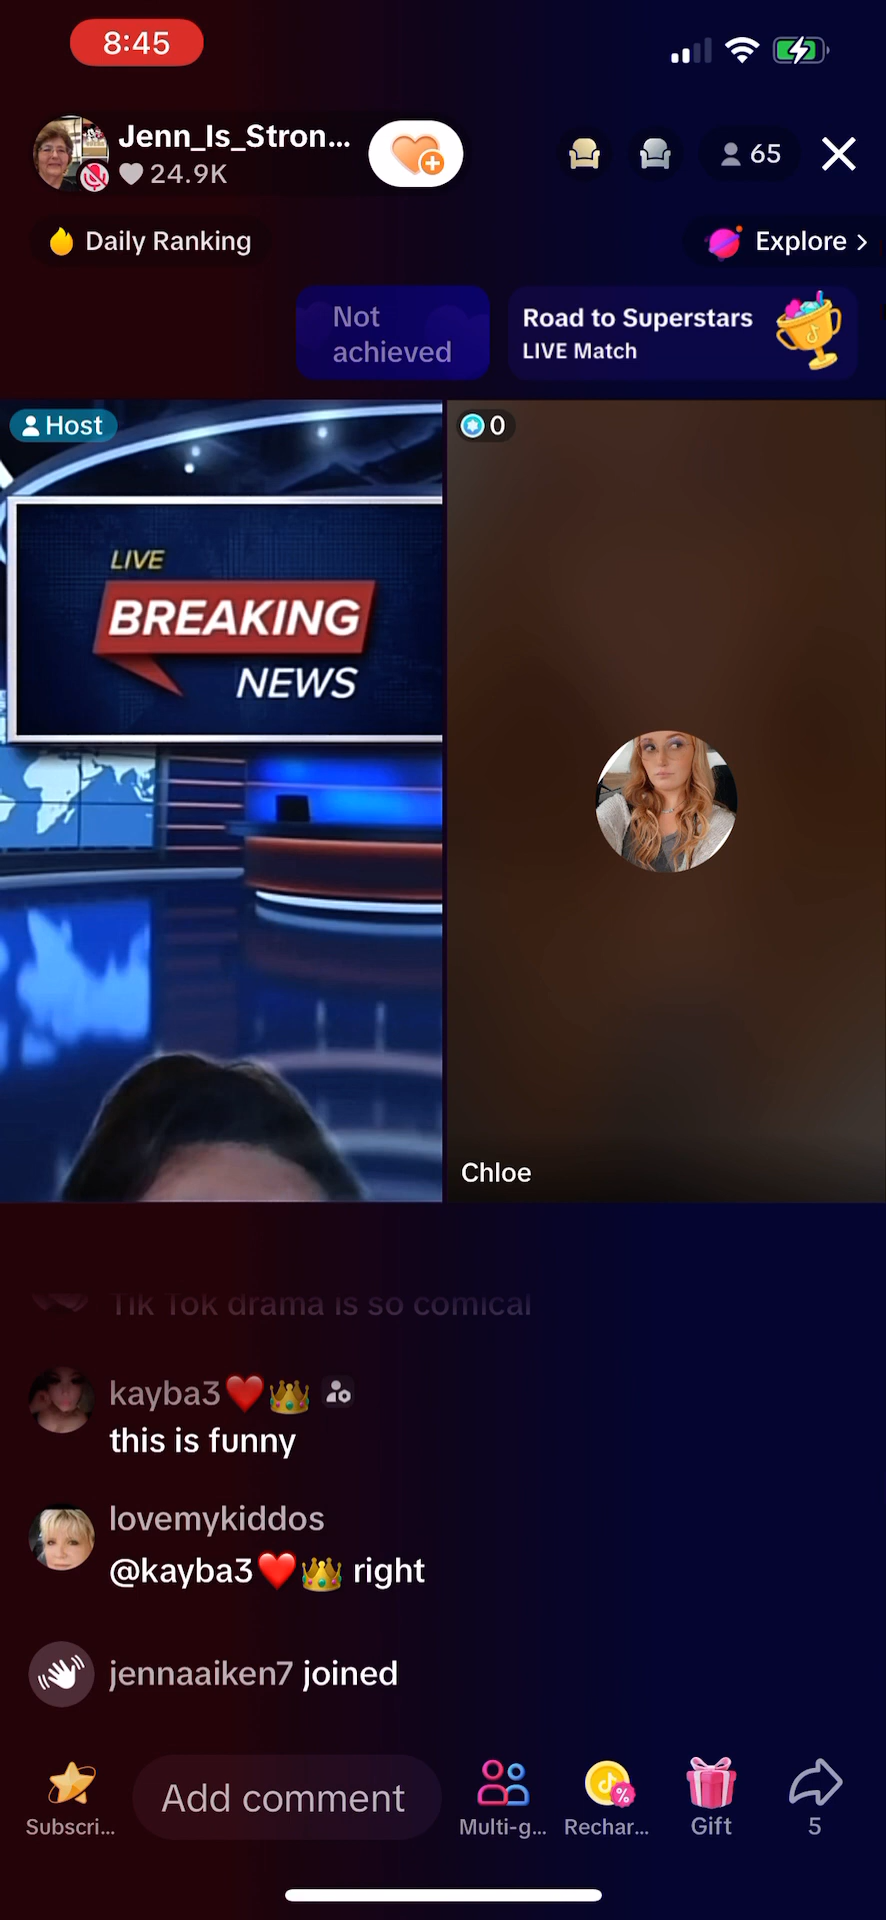 8:45
Jenn_Is_Stron...
24.9K
65
Daily Ranking
Explore >
Not
achieved
Road to Superstars
LIVE Match
Host
0
LIVE
BREAKING
NEWS
Chloe
Tik Tok drama is so comical
kayba3❤️👑
this is funny
lovemykiddos
@kayba3❤️👑 right
jennaaiken7 joined
Add comment
Subscri...
Multi-g...
Rechar...
Gift
5